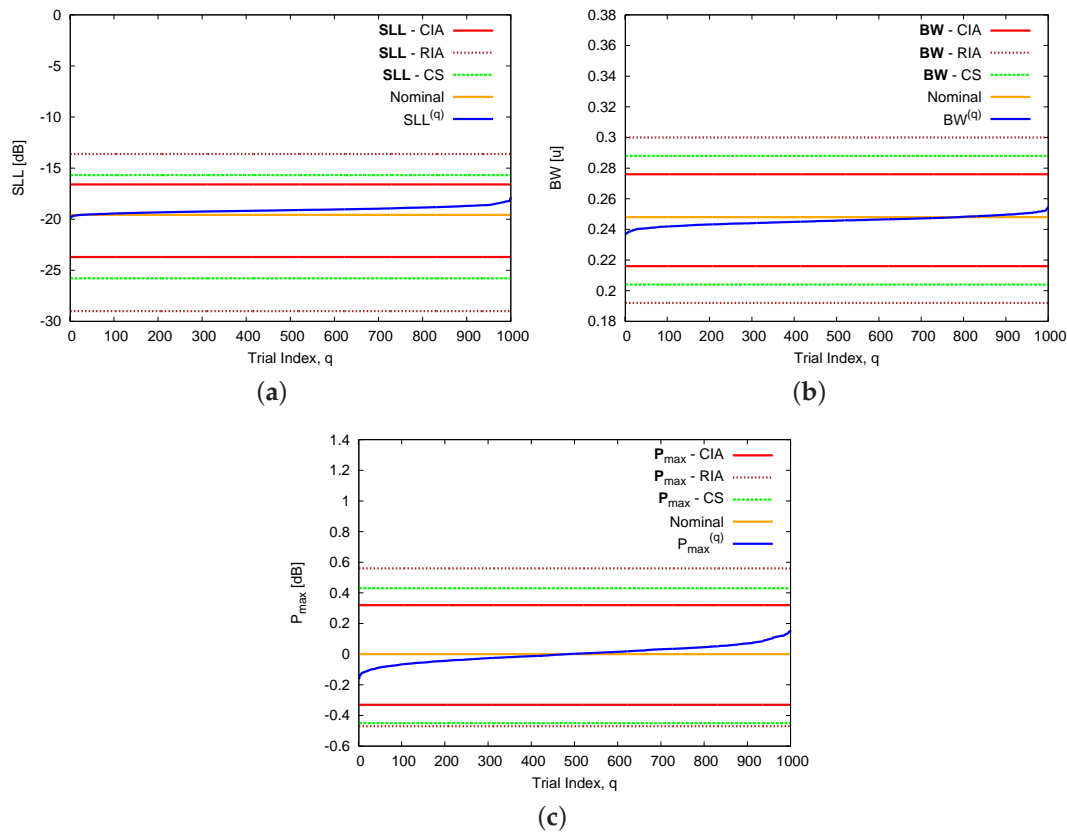 0
-5
-10
-15
-20
-25
-30
SLL [dB]
0 100 200 300 400 500 600 700 800 900 1000
Trial Index, q
SLL - CIA
SLL - RIA
SLL - CS
Nominal
SLL^(q)
(a)
0.38
0.36
0.34
0.32
0.3
0.28
0.26
0.24
0.22
0.2
0.18
BW [u]
0 100 200 300 400 500 600 700 800 900 1000
Trial Index, q
BW - CIA
BW - RIA
BW - CS
Nominal
BW^(q)
(b)
1.4
1.2
1
0.8
0.6
0.4
0.2
0
-0.2
-0.4
-0.6
P_max [dB]
0 100 200 300 400 500 600 700 800 900 1000
Trial Index, q
P_max - CIA
P_max - RIA
P_max - CS
Nominal
P_max^(q)
(c)